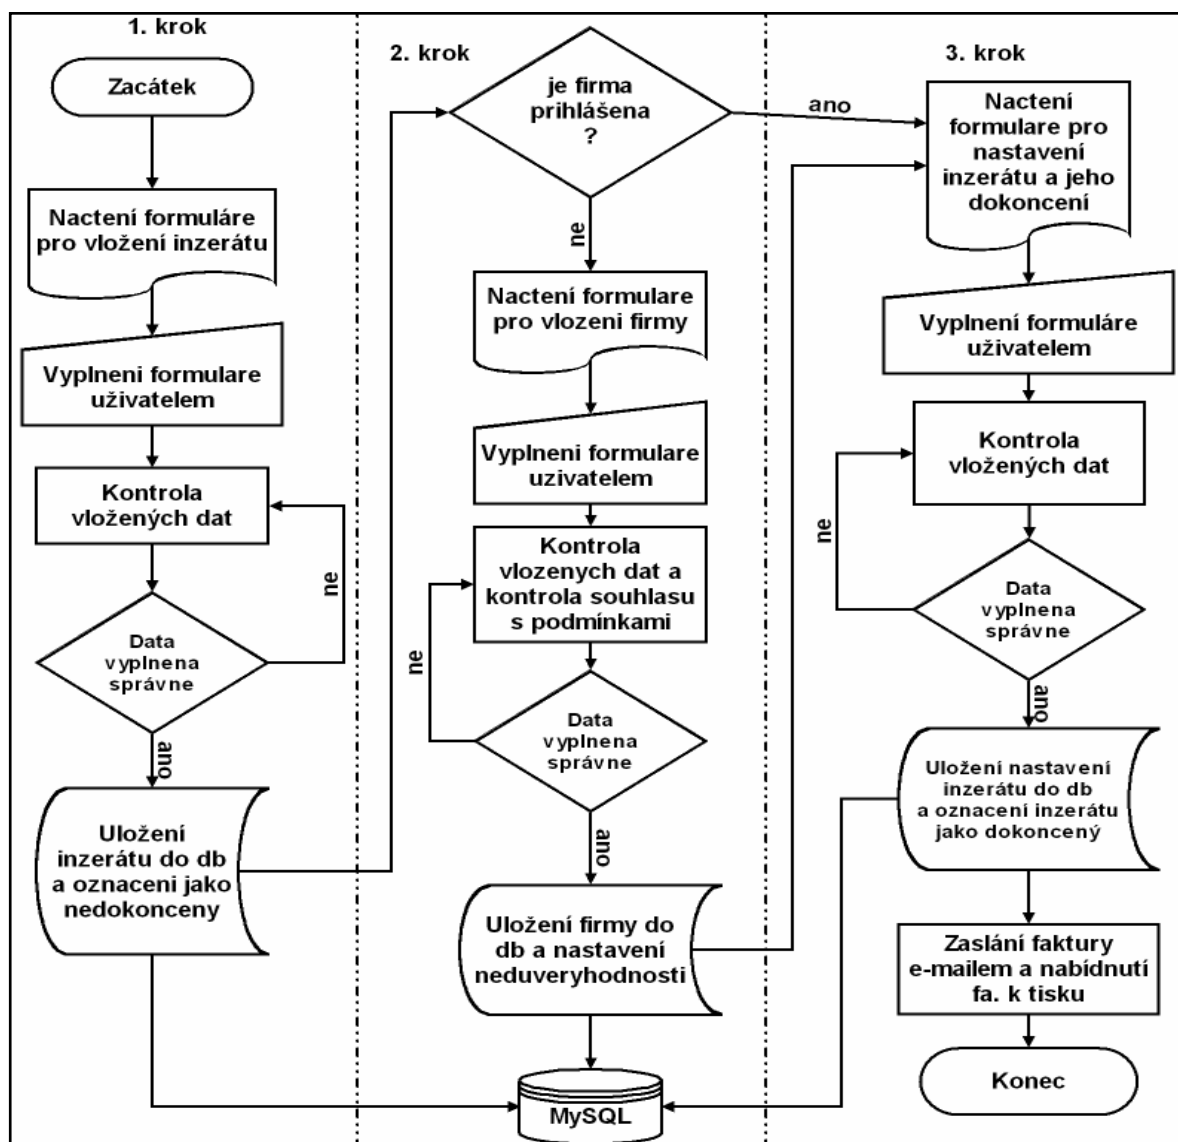 1. krok
Zacátek
Nactení formuláre
pro vložení inzerátu
Vyplneni formulare
uživatelem
Kontrola
vložených dat
ne
Data
vyplnena
správne
ano
Uložení
inzerátu do db
a oznaceni jako
nedokonceny
2. krok
je firma
prihlášena
?
ano
ne
Nactení formulare
pro vlozeni firmy
Vyplneni formulare
uzivatelem
Kontrola
vlozenych dat a
kontrola souhlasu
s podmínkami
ne
Data
vyplnena
správne
ano
Uložení firmy do
db a nastavení
neduveryhodnosti
MySQL
3. krok
Nactení
formulare pro
nastavení
inzerátu a jeho
dokoncení
Vyplnení formuláre
uživatelem
Kontrola
vložených dat
ne
Data
vyplnena
správne
ano
Uložení nastavení
inzerátu do db
a oznacení inzerátu
jako dokoncený
Zaslání faktury
e-mailem a nabídnutí
fa. k tisku
Konec